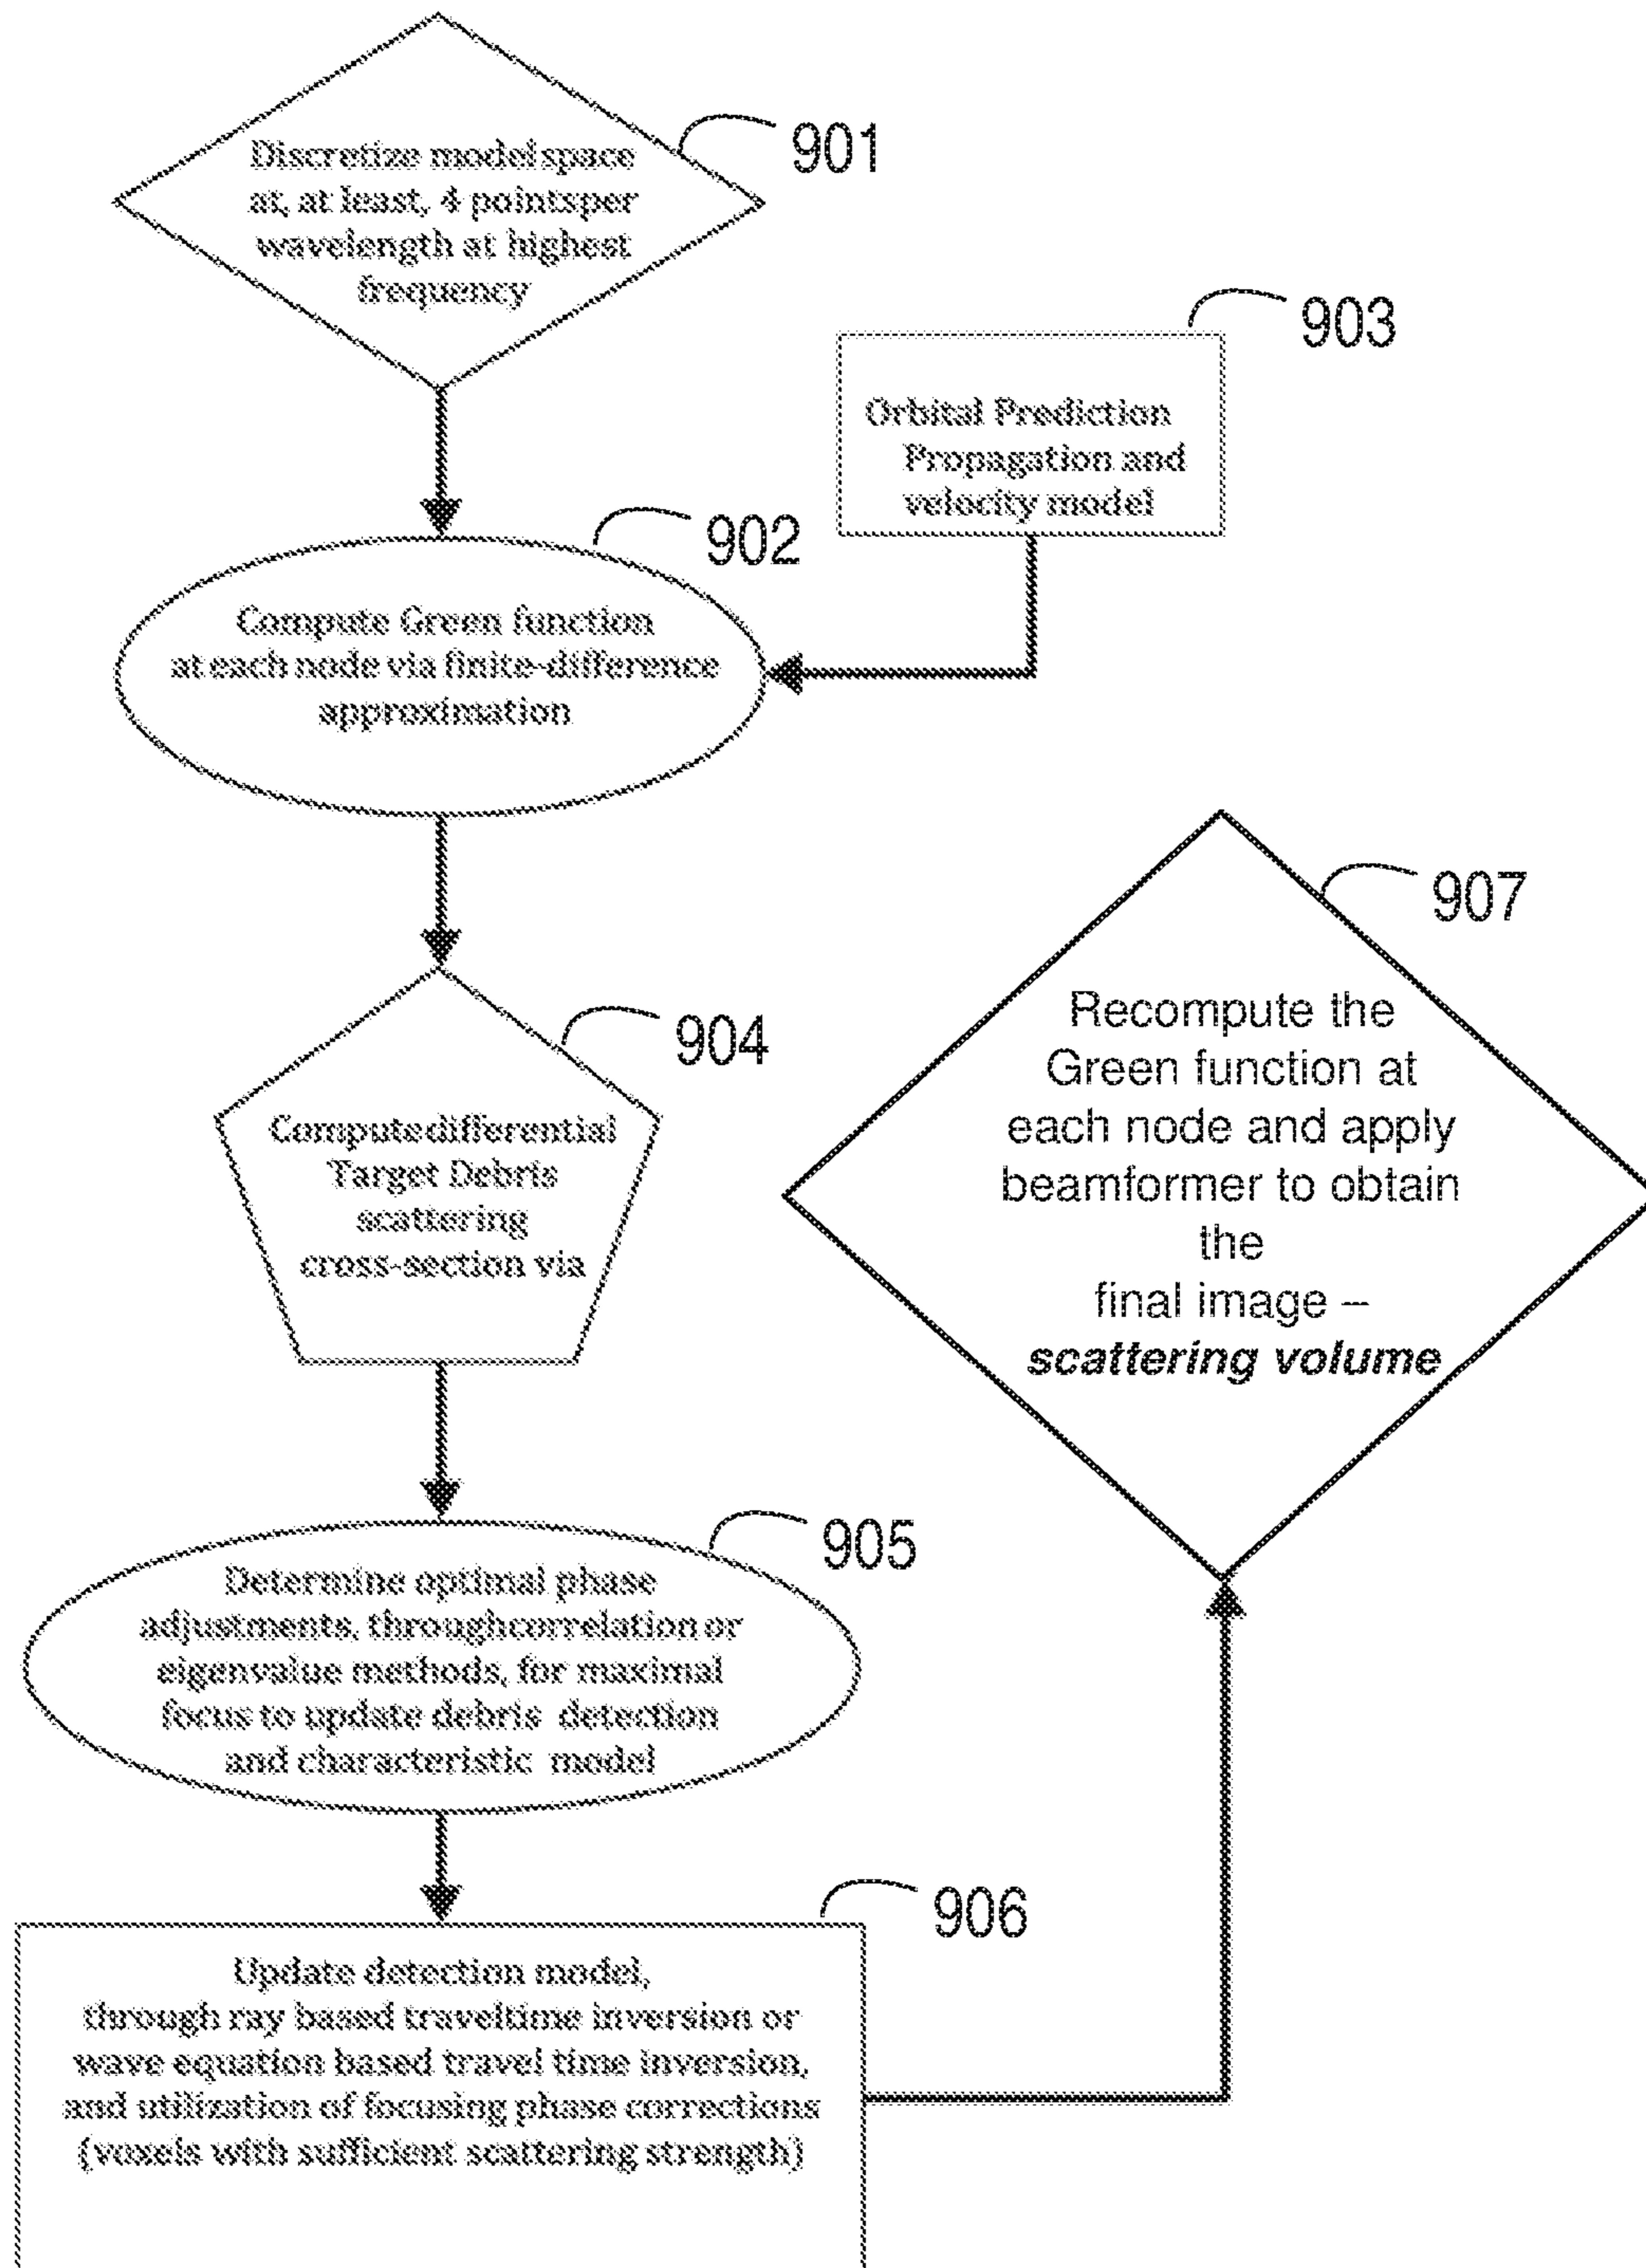 Discretize model space
at, at least, 4 pointsper
wavelength at highest
frequency
901
903
Orbital Prediction
Propagation and
velocity model
902
Compute Green function
at each node via finite-difference
approximation
904
Compute differential
Target Debris
scattering
cross-section via
907
Recompute the
Green function at
each node and apply
beamformer to obtain
the
final image –
scattering volume
905
Determine optimal phase
adjustments, throughcorrelation or
eigenvalue methods, for maximal
focus to update debris detection
and characteristic model
906
Update detection model,
through ray based traveltime inversion or
wave equation based travel time inversion,
and utilization of focusing phase corrections
(voxels with sufficient scattering strength)